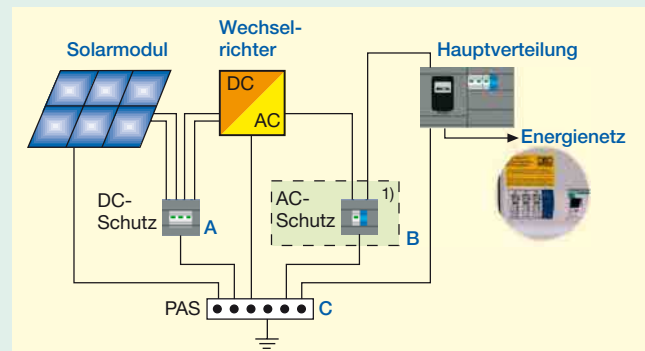 Solarmodul
Wechsel-
richter
Hauptverteilung
DC
AC
Energienetz
DC-
Schutz
A
AC-
Schutz
1)
B
PAS
C